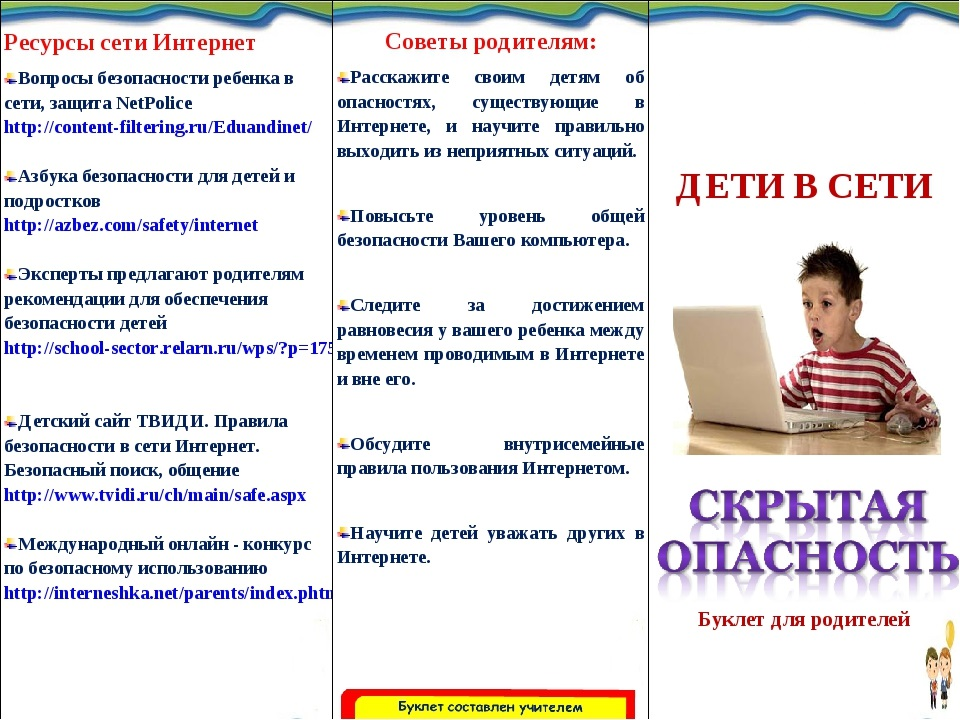 Ресурсы сети Интернет
Вопросы безопасности ребенка в
сети, защита NetPolice
http://content-filtering.ru/Eduandinet/
Азбука безопасности для детей и
подростков
http://azbez.com/safety/internet
Эксперты предлагают родителям
рекомендации для обеспечения
безопасности детей
http://school-sector.relarn.ru/wps/?p=175
Детский сайт ТВИДИ. Правила
безопасности в сети Интернет.
Безопасный поиск, общение
http://www.tvidi.ru/ch/main/safe.aspx
Международный онлайн - конкурс
по безопасному использованию
http://interneshka.net/parents/index.phtm
Советы родителям:
Расскажите своим детям об
опасностях, существующие в
Интернете, и научите правильно
выходить из неприятных ситуаций.
Повысьте уровень общей
безопасности Вашего компьютера.
Следите за достижением
равновесия у вашего ребенка между
временем проводимым в Интернете
и вне его.
Обсудите внутрисемейные
правила пользования Интернетом.
Научите детей уважать других в
Интернете.
Буклет составлен учителем
ДЕТИ В СЕТИ
СКРЫТАЯ
ОПАСНОСТЬ
Буклет для родителей